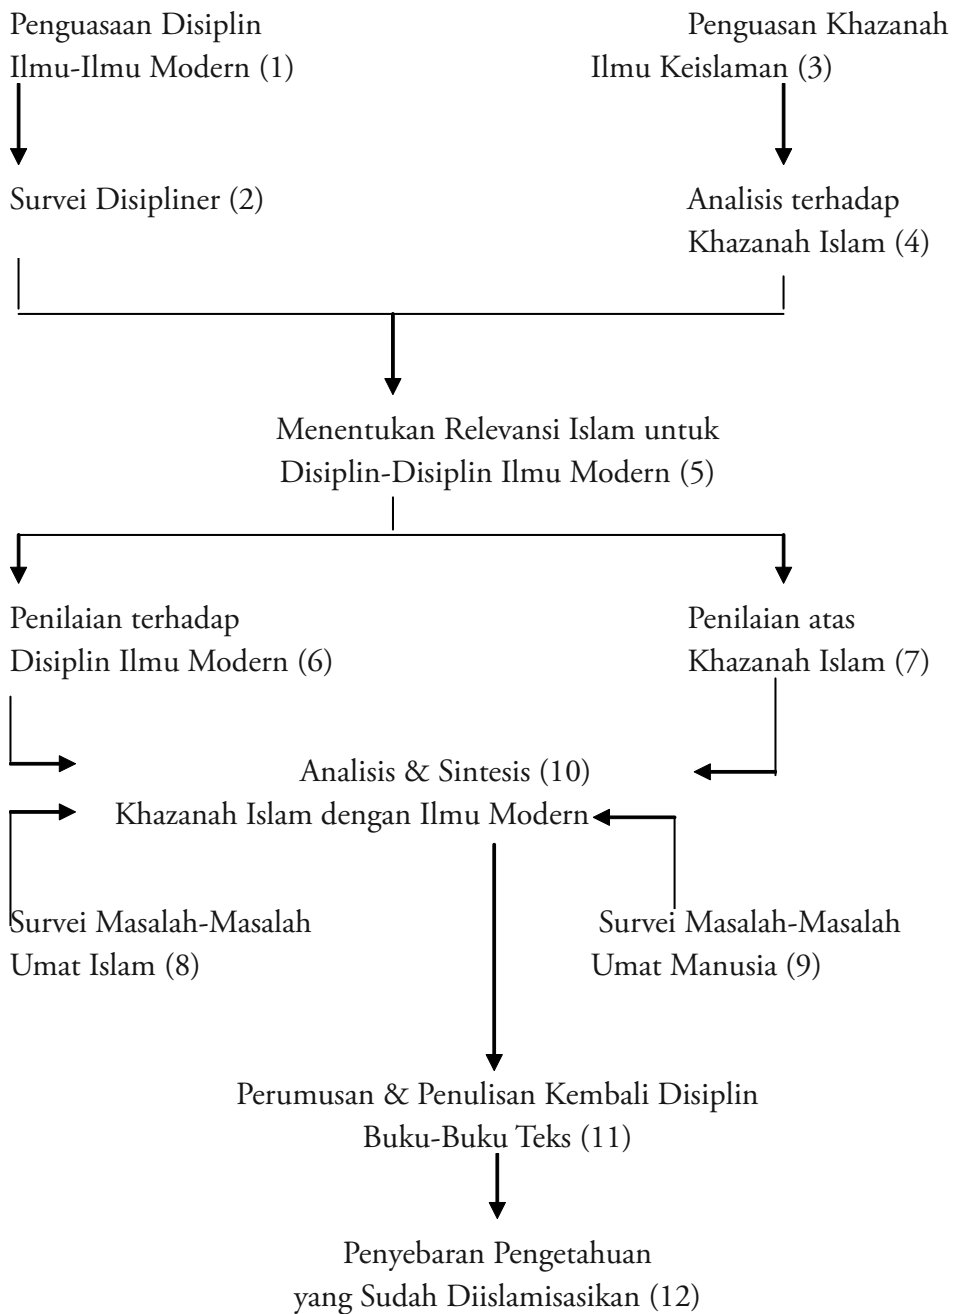 Penguasaan Disiplin
Ilmu-Ilmu Modern (1)
Penguasan Khazanah
Ilmu Keislaman (3)
Survei Disipliner (2)
Analisis terhadap
Khazanah Islam (4)
Menentukan Relevansi Islam untuk
Disiplin-Disiplin Ilmu Modern (5)
Penilaian terhadap
Disiplin Ilmu Modern (6)
Penilaian atas
Khazanah Islam (7)
Analisis & Sintesis (10)
Khazanah Islam dengan Ilmu Modern
Survei Masalah-Masalah
Umat Islam (8)
Survei Masalah-Masalah
Umat Manusia (9)
Perumusan & Penulisan Kembali Disiplin
Buku-Buku Teks (11)
Penyebaran Pengetahuan
yang Sudah Diislamisasikan (12)